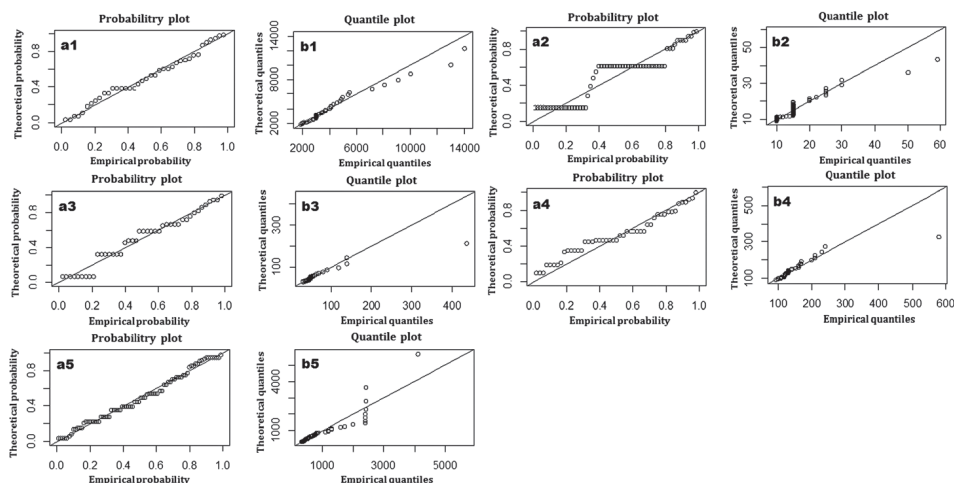 Probabilitry plot
a1
Theoretical probability
0.0 0.4 0.8
0.0 0.2 0.4 0.6 0.8 1.0
Empirical probability
Quantile plot
b1
Theoretical quantiles
2000 8000 14000
2000 6000 10000 14000
Empirical quantiles
Probabilitry plot
a2
Theoretical probability
0.0 0.4 0.8
0.0 0.2 0.4 0.6 0.8 1.0
Empirical probability
Quantile plot
b2
Theoretical quantiles
10 30 60
10 20 30 40 50 60
Empirical quantiles
Probabilitry plot
a3
Theoretical probability
0.0 0.4 0.8
0.0 0.2 0.4 0.6 0.8 1.0
Empirical probability
Quantile plot
b3
Theoretical quantiles
100 300
0 100 200 300 400
Empirical quantiles
Probabilitry plot
a4
Theoretical probability
0.0 0.4 0.8
0.0 0.2 0.4 0.6 0.8 1.0
Empirical probability
Quantile plot
b4
Theoretical quantiles
100 300 500
100 200 300 400 500 600
Empirical quantiles
Probabilitry plot
a5
Theoretical probability
0.0 0.4 0.8
0.0 0.2 0.4 0.6 0.8 1.0
Empirical probability
Quantile plot
b5
Theoretical quantiles
1000 4000
1000 3000 5000
Empirical quantiles